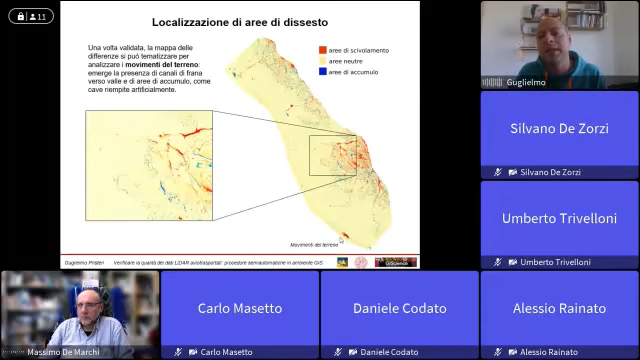 11
Localizzazione di aree di dissesto
Una volta validata, la mappa delle
differenze si può tematizzare per
analizzare i movimenti del terreno:
emerge la presenza di canali di frana
verso valle e di aree di accumulo, come
cave riempite artificialmente.
aree di scivolamento
aree neutre
aree di accumulo
Movimenti del terreno
Guglielmo Pristeri
Verificare la qualità dei dati LiDAR aviotrasportati: procedure semiautomatiche in ambiente GIS
GIScience
Guglielmo
Silvano De Zorzi
Silvano De Zorzi
Umberto Trivelloni
Umberto Trivelloni
Massimo De Marchi
Carlo Masetto
Carlo Masetto
Daniele Codato
Daniele Codato
Alessio Rainato
Alessio Rainato